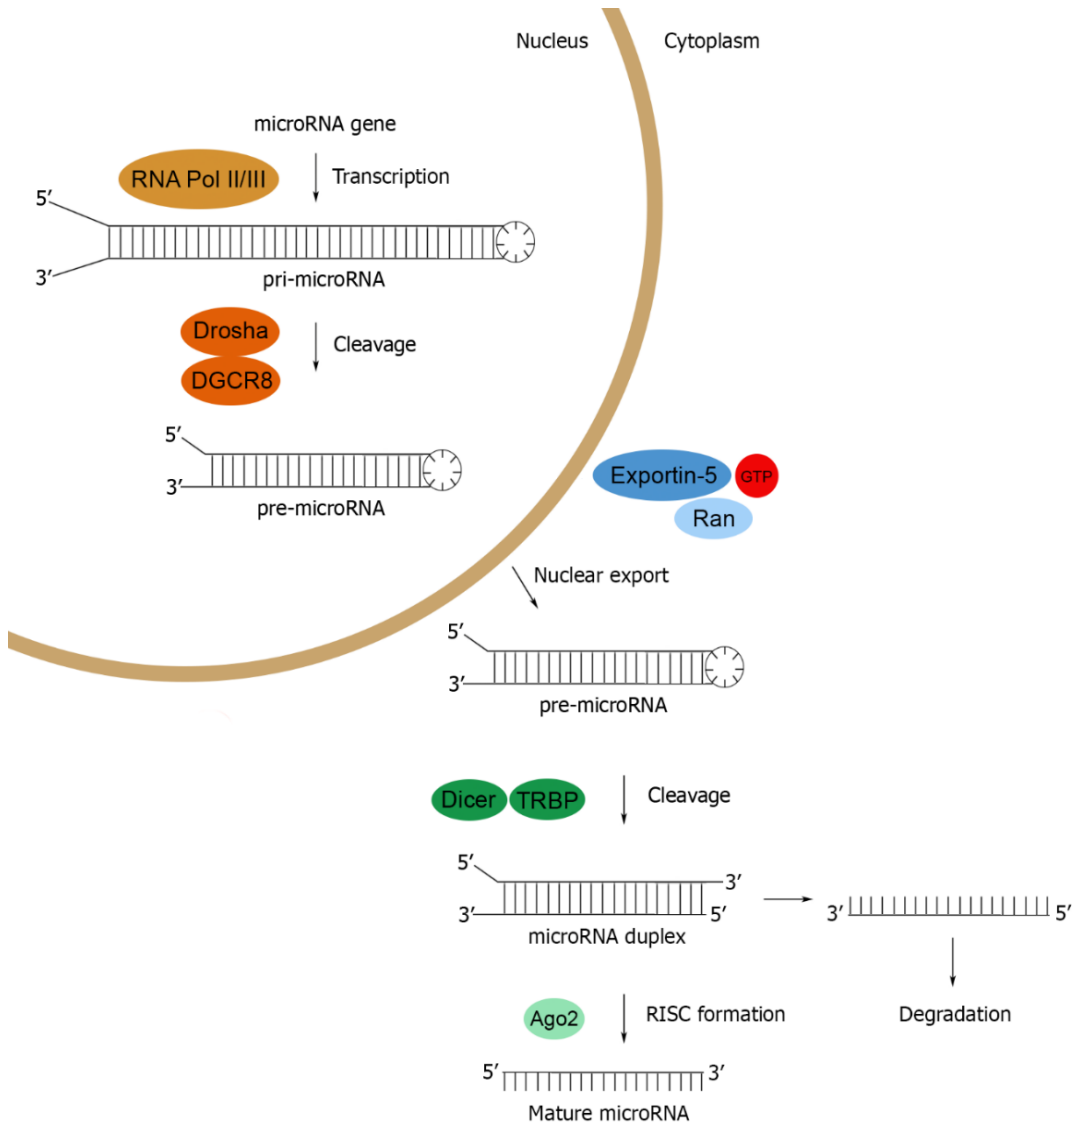 Nucleus
Cytoplasm
microRNA gene
RNA Pol II/III
Transcription
5′
3′
pri-microRNA
Drosha
DGCR8
Cleavage
5′
3′
pre-microRNA
Exportin-5
GTP
Ran
Nuclear export
5′
3′
pre-microRNA
Dicer
TRBP
Cleavage
5′
3′
3′
5′
microRNA duplex
3′
5′
Ago2
RISC formation
Degradation
5′
3′
Mature microRNA